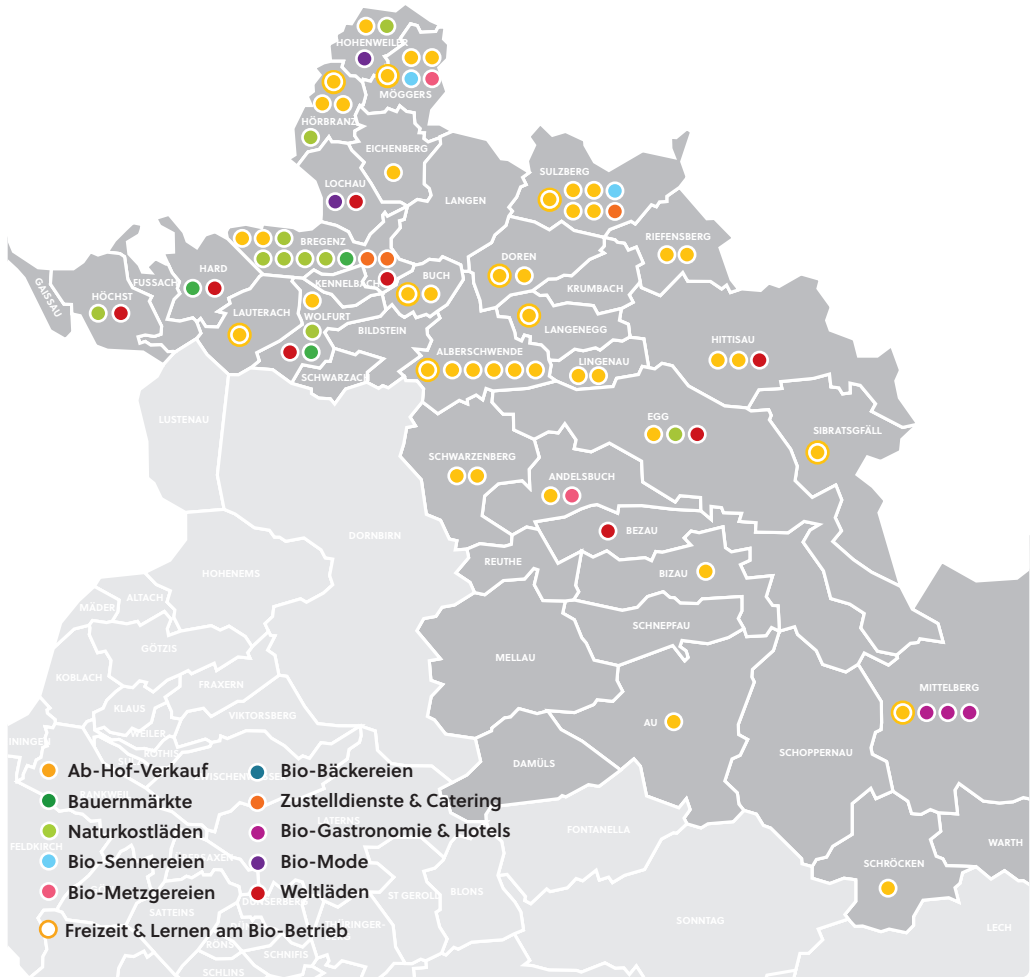 HOHENWEILER
MÖGGERS
HÖRBRANZ
EICHENBERG
LOCHAU
LANGEN
SULZBERG
RIEFENSBERG
BREGENZ
DOREN
KRUMBACH
HARD
FUSSACH
GAISSAU
HÖCHST
KENNELBACH
BUCH
LAUTERACH
WOLFURT
BILDSTEIN
LANGENEGG
HITTISAU
SCHWARZACH
ALBERSCHWENDE
LINGENAU
LUSTENAU
EGG
SIBRATSGFÄLL
SCHWARZENBERG
ANDELSBUCH
DORNBIRN
BEZAU
REUTHE
BIZAU
HOHENEMS
ALTACH
MÄDER
SCHNEPFAU
GÖTZIS
MELLAU
KOBLACH
FRAXERN
MITTELBERG
KLAUS
VIKTORSBERG
AU
WEILER
SCHOPPERNAU
DAMÜLS
Ab-Hof-Verkauf
Bauernmärkte
Naturkostläden
Bio-Sennereien
Bio-Metzgereien
Freizeit & Lernen am Bio-Betrieb
Bio-Bäckereien
Zustelldienste & Catering
Bio-Gastronomie & Hotels
Bio-Mode
Weltläden
RANKWEIL
LATERNS
FONTANELLA
FELDKIRCH
WARTH
SCHRÖCKEN
ST GEROLD
BLONS
SATTEINS
SONNTAG
LECH
SCHNIFIS
SCHLINS